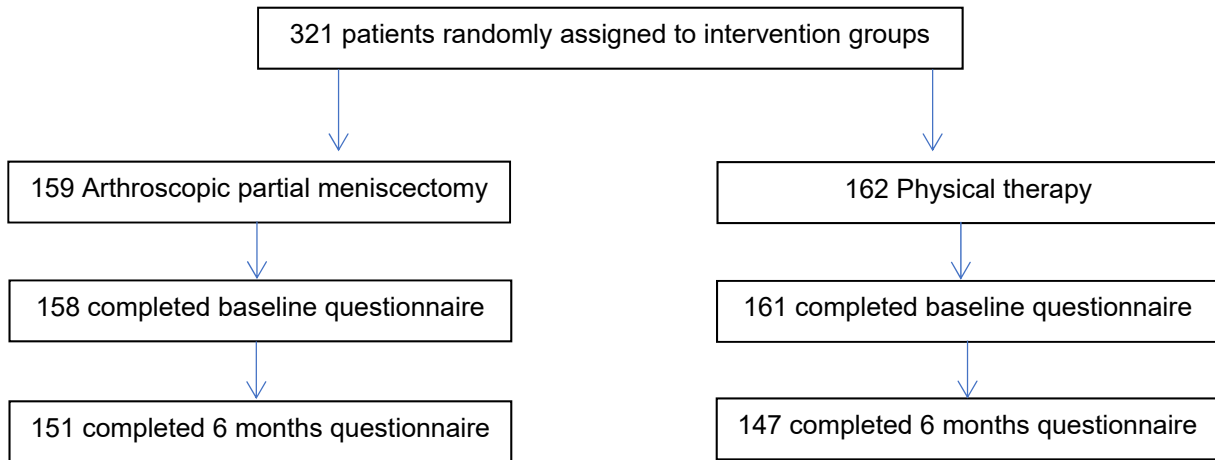 321 patients randomly assigned to intervention groups
159 Arthroscopic partial meniscectomy
162 Physical therapy
158 completed baseline questionnaire
161 completed baseline questionnaire
151 completed 6 months questionnaire
147 completed 6 months questionnaire